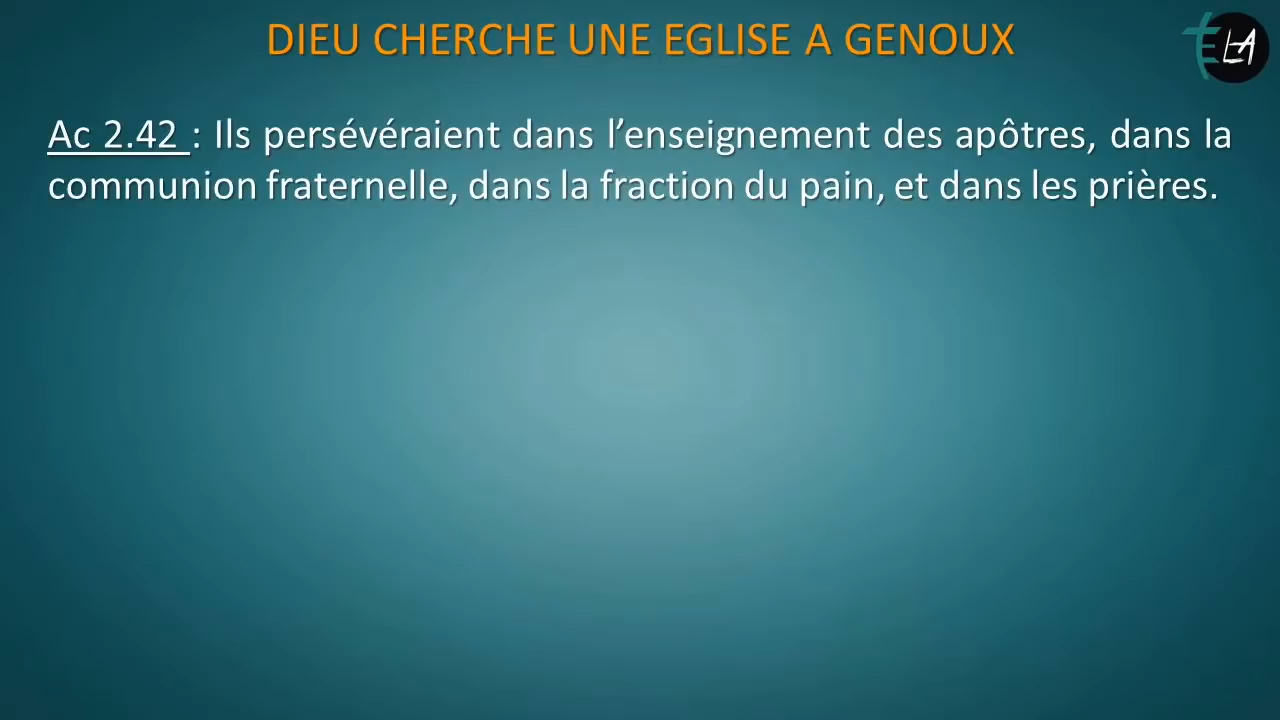 DIEU CHERCHE UNE EGLISE A GENOUX
ELA
Ac 2.42 : Ils persévéraient dans l’enseignement des apôtres, dans la
communion fraternelle, dans la fraction du pain, et dans les prières.